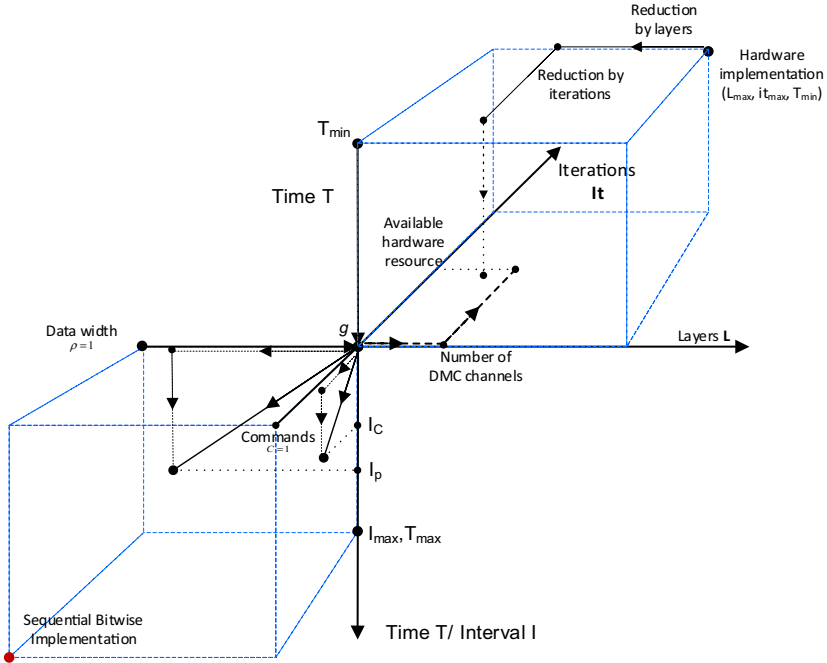 Reduction
by layers
Hardware
implementation
(Lmax, itmax, Tmin)
Reduction by
iterations
Tmin
Iterations
It
Time T
Available
hardware
resource
g
Data width
ρ=1
Layers L
Number of
DMC channels
Commands
C=1
IC
Ip
Imax,Tmax
Sequential Bitwise
Implementation
Time T/ Interval I